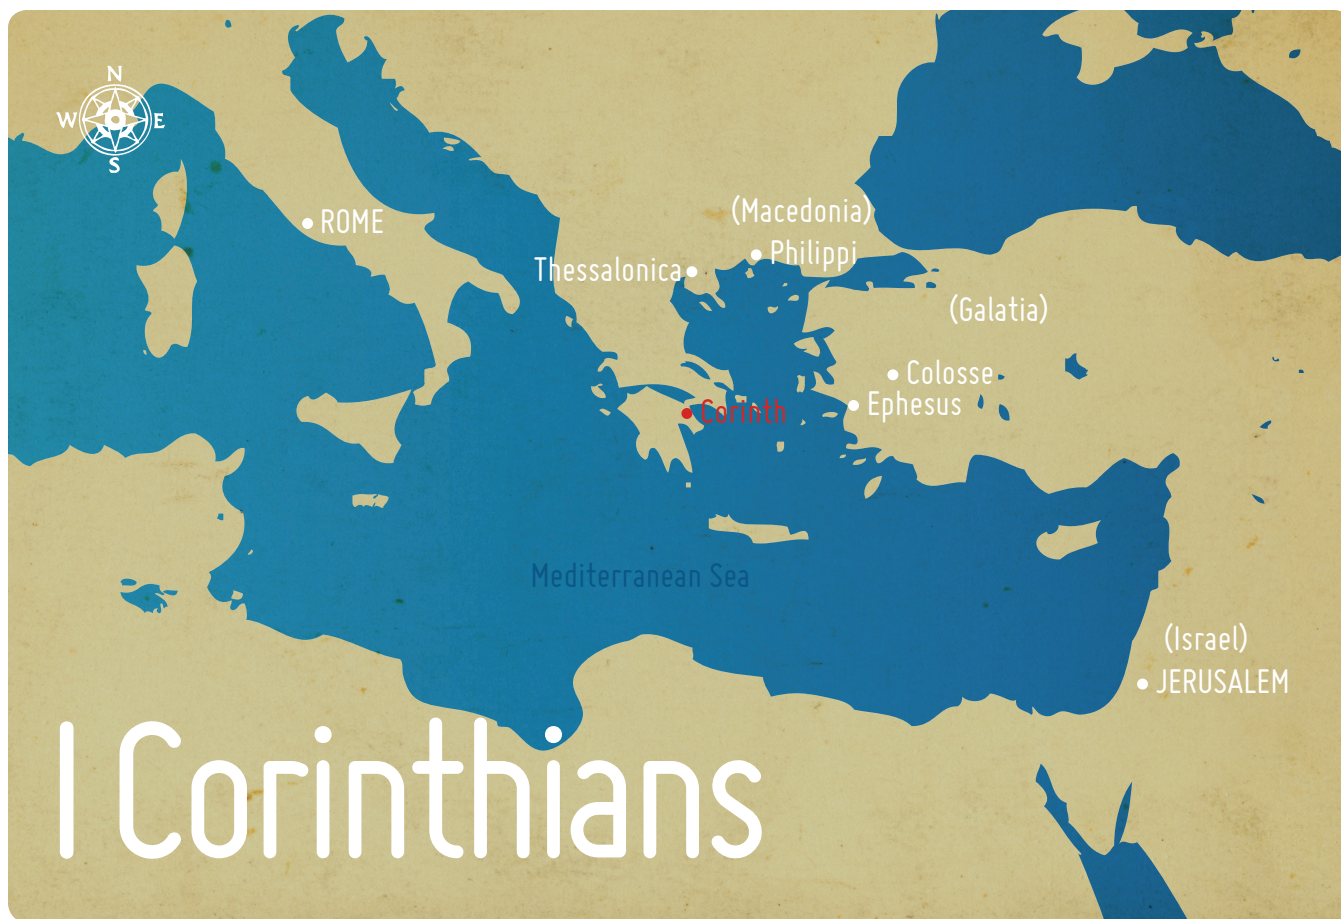 N
W E
S
ROME
(Macedonia)
Philippi
Thessalonica
(Galatia)
Colosse
Ephesus
Corinth
Mediterranean Sea
(Israel)
JERUSALEM
I Corinthians